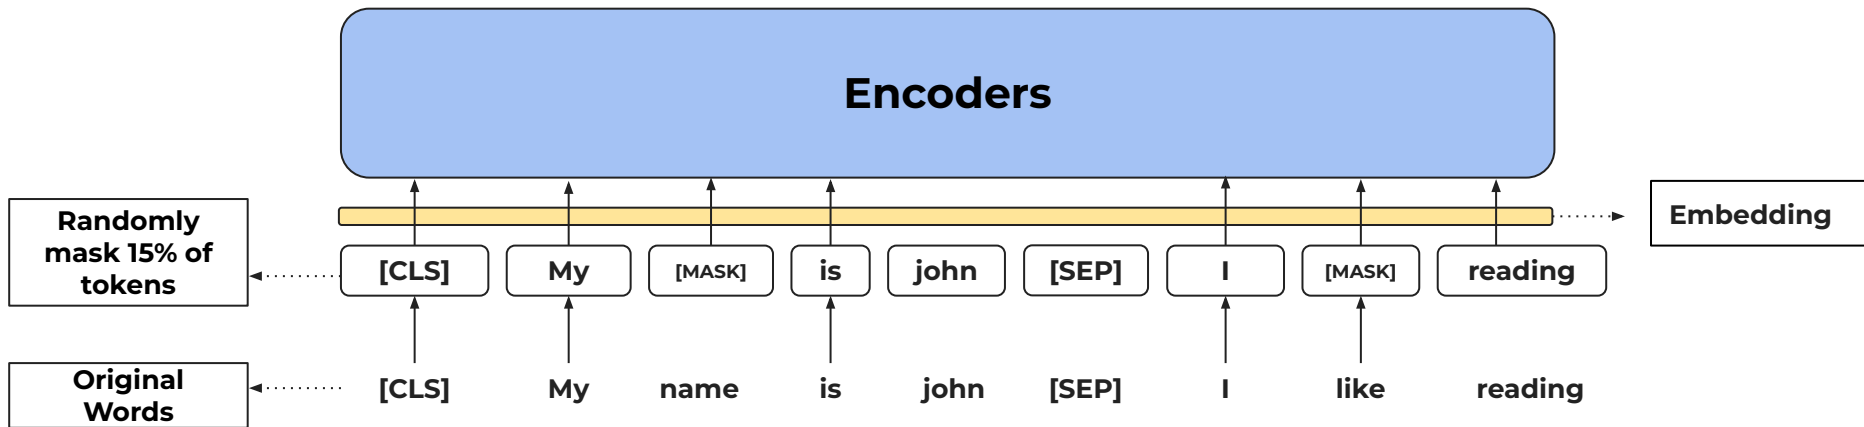 Encoders
Randomly
mask 15% of
tokens
Embedding
[CLS] My [MASK] is john [SEP] I [MASK] reading
Original
Words
[CLS] My name is john [SEP] I like reading